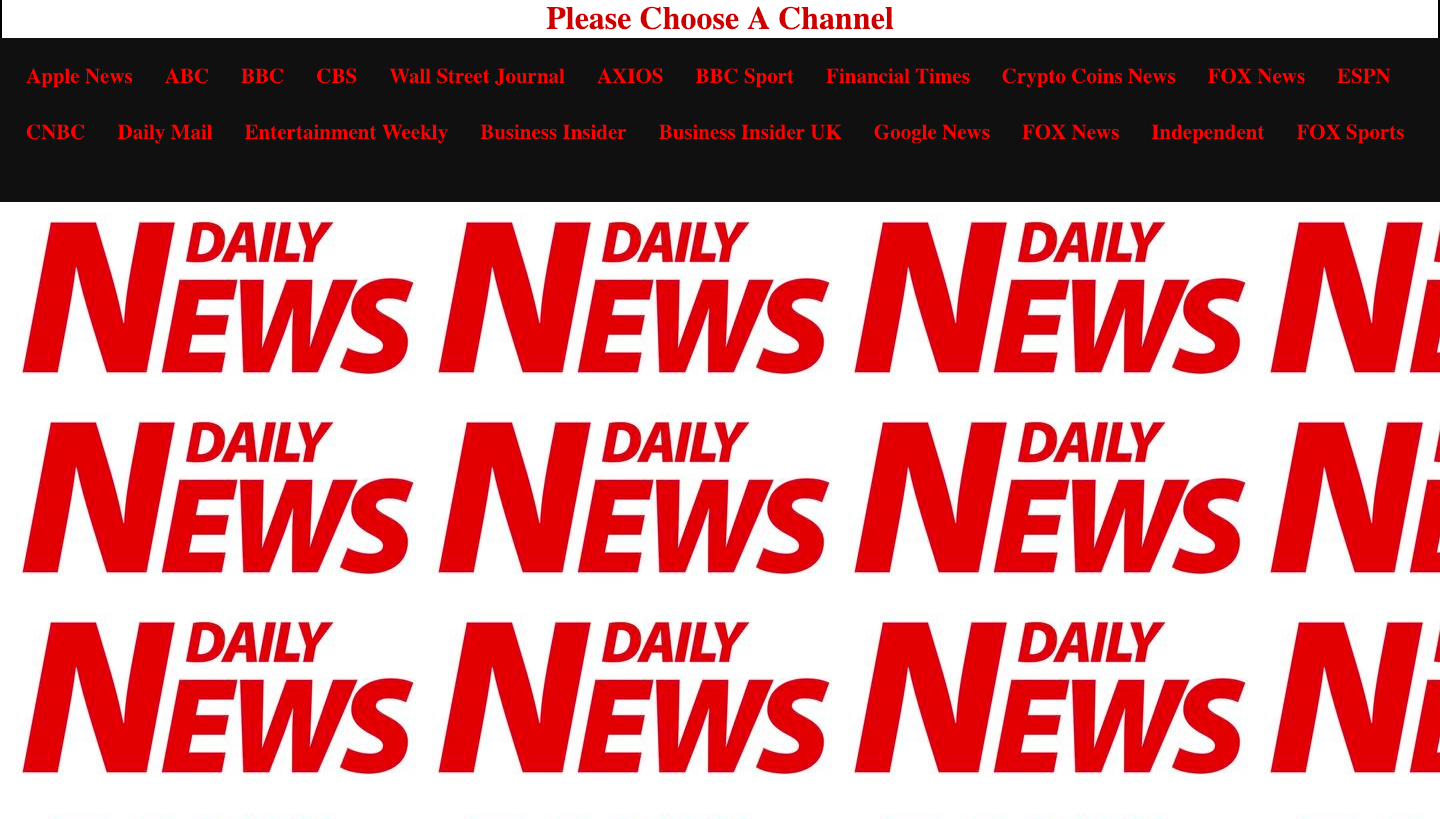 Please Choose A Channel
Apple News ABC BBC CBS Wall Street Journal AXIOS BBC Sport Financial Times Crypto Coins News FOX News ESPN
CNBC Daily Mail Entertainment Weekly Business Insider Business Insider UK Google News FOX News Independent FOX Sports
DAILY NEWS DAILY NEWS DAILY NEWS N
DAILY NEWS DAILY NEWS DAILY NEWS N
DAILY NEWS DAILY NEWS DAILY NEWS N